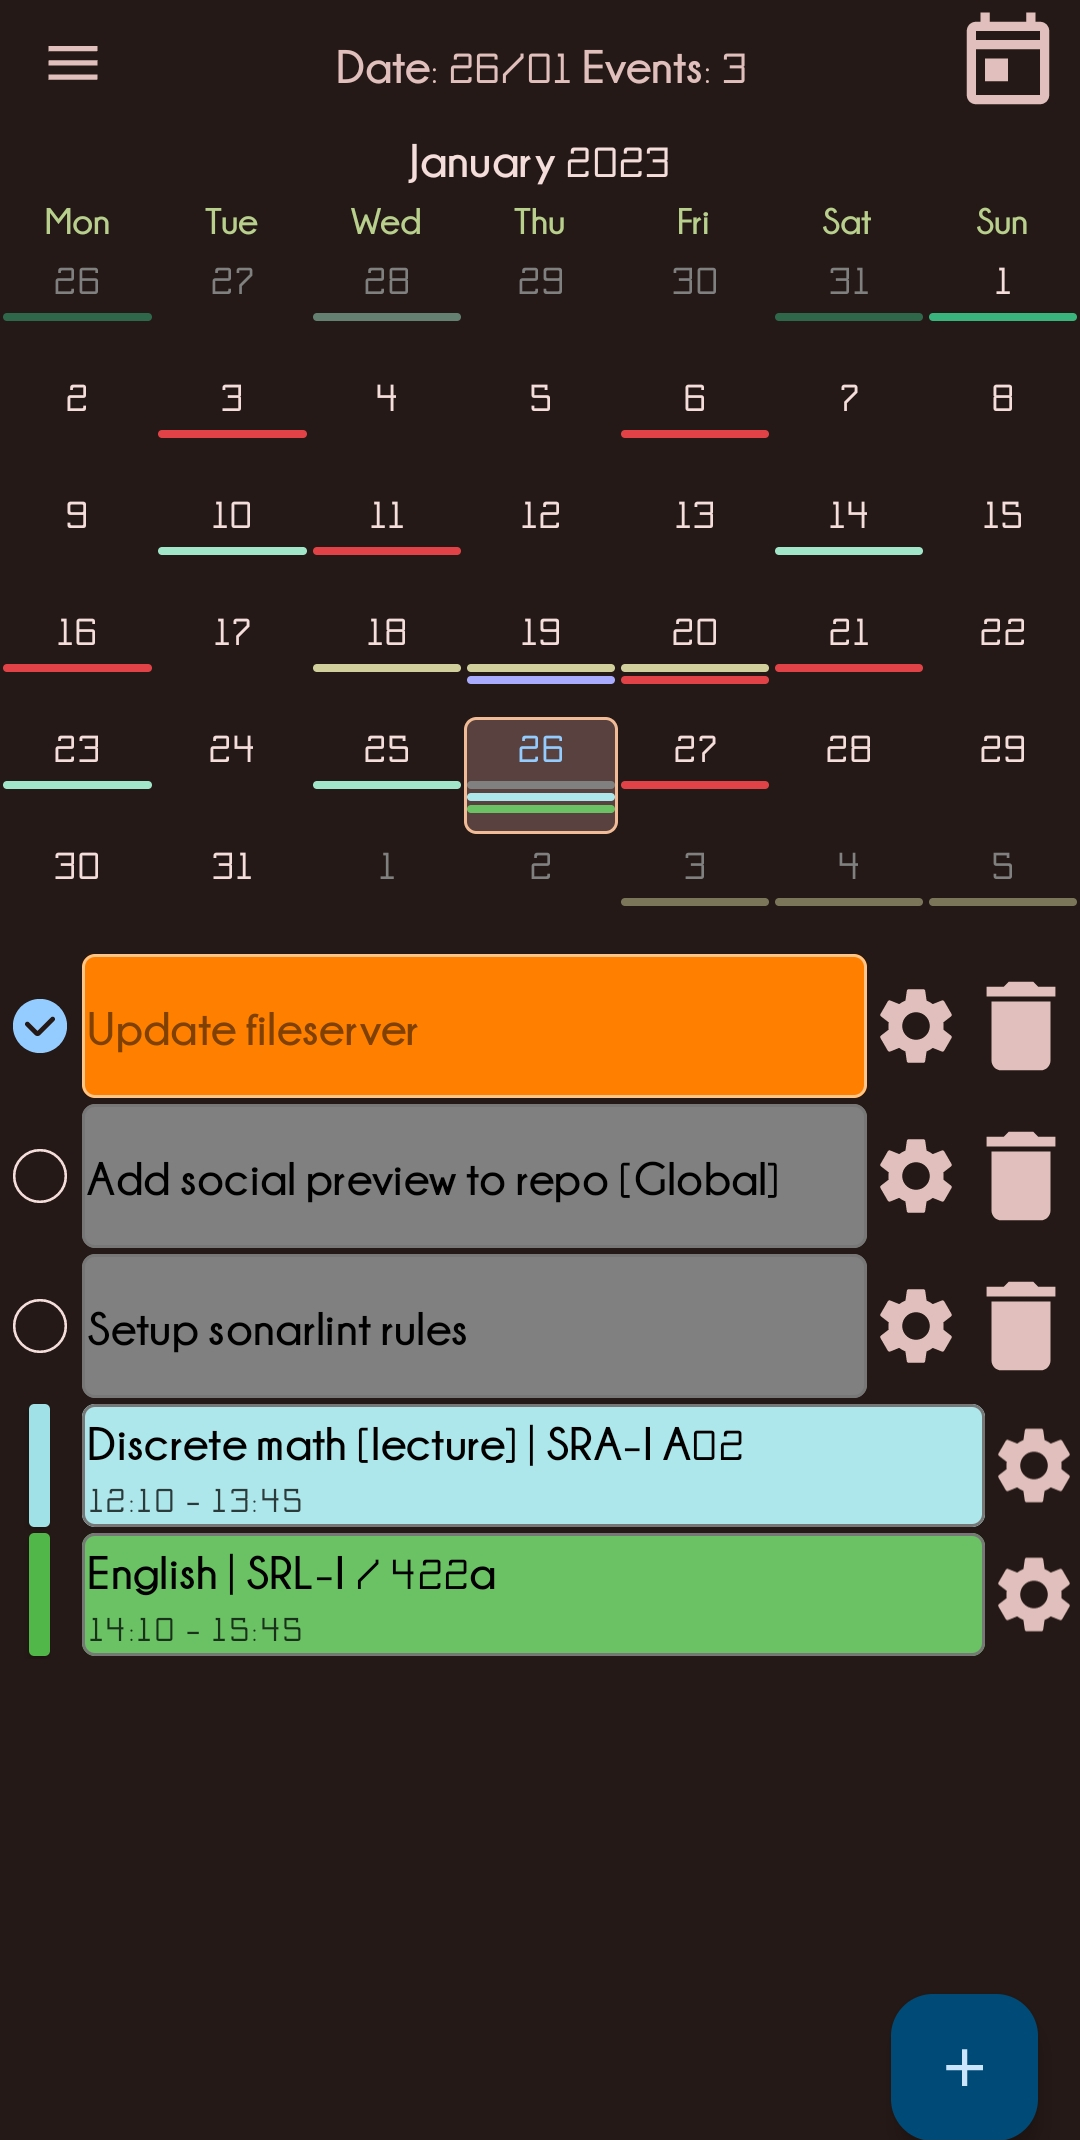 Date: 26/01 Events: 3
January 2023
Mon Tue Wed Thu Fri Sat Sun
26 27 28 29 30 31 1
2 3 4 5 6 7 8
9 10 11 12 13 14 15
16 17 18 19 20 21 22
23 24 25 26 27 28 29
30 31 1 2 3 4 5
Update fileserver
Add social preview to repo [Global]
Setup sonarlint rules
Discrete math [lecture] | SRA-I A02
12:10 - 13:45
English | SRL-I / 422a
14:10 - 15:45